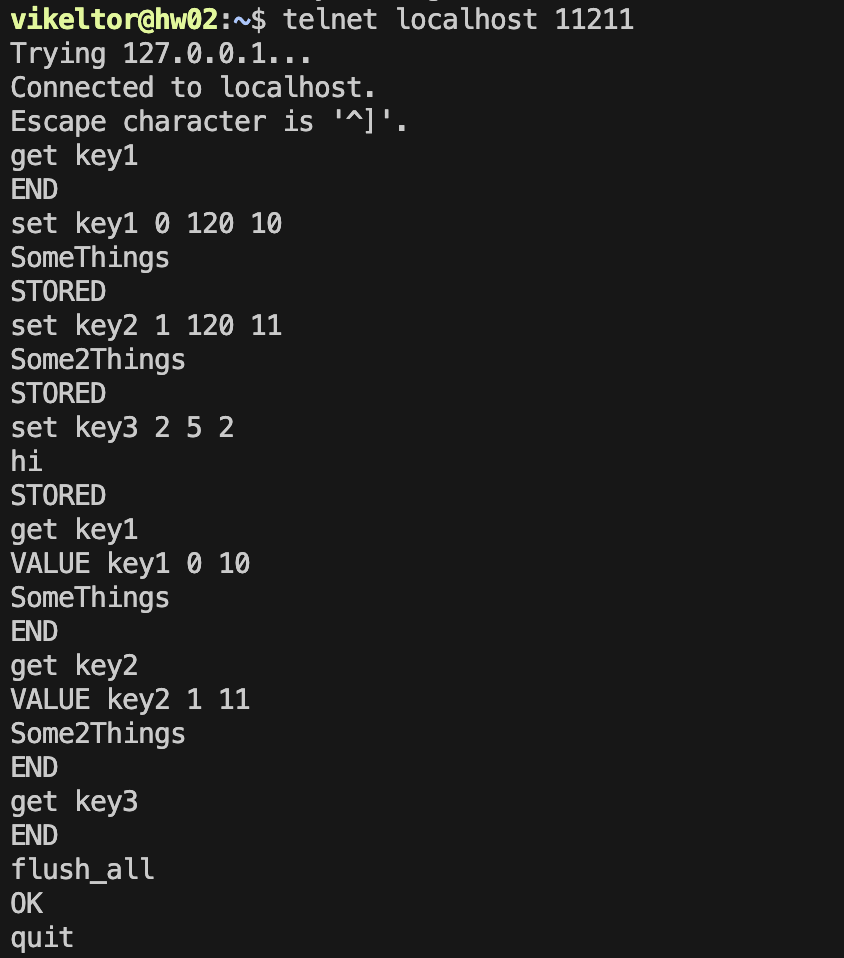 vikeltor@hw02:~$ telnet localhost 11211
Trying 127.0.0.1...
Connected to localhost.
Escape character is '^]'.
get key1
END
set key1 0 120 10
SomeThings
STORED
set key2 1 120 11
Some2Things
STORED
set key3 2 5 2
hi
STORED
get key1
VALUE key1 0 10
SomeThings
END
get key2
VALUE key2 1 11
Some2Things
END
get key3
END
flush_all
OK
quit